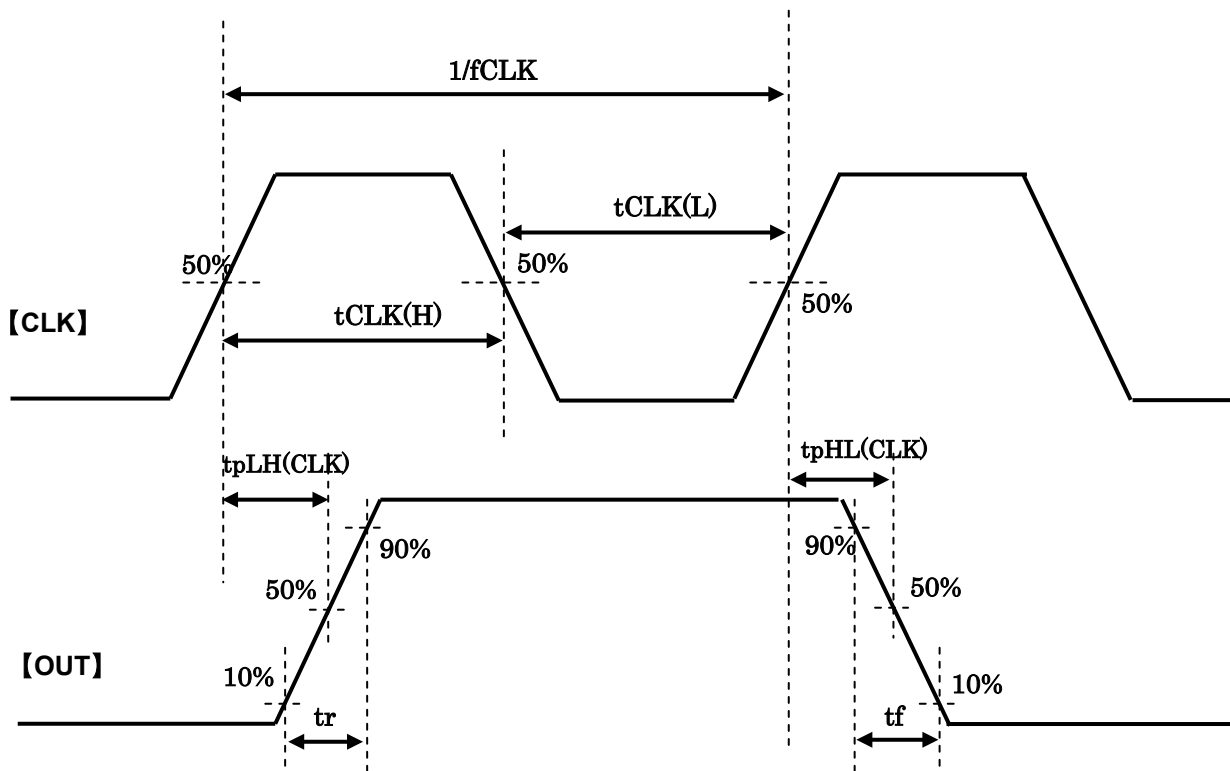 1/fCLK
tCLK(L)
50%
50%
50%
tCLK(H)
【CLK】
tpLH(CLK)
tpHL(CLK)
90%
90%
50%
50%
【OUT】
10%
10%
tr
tf